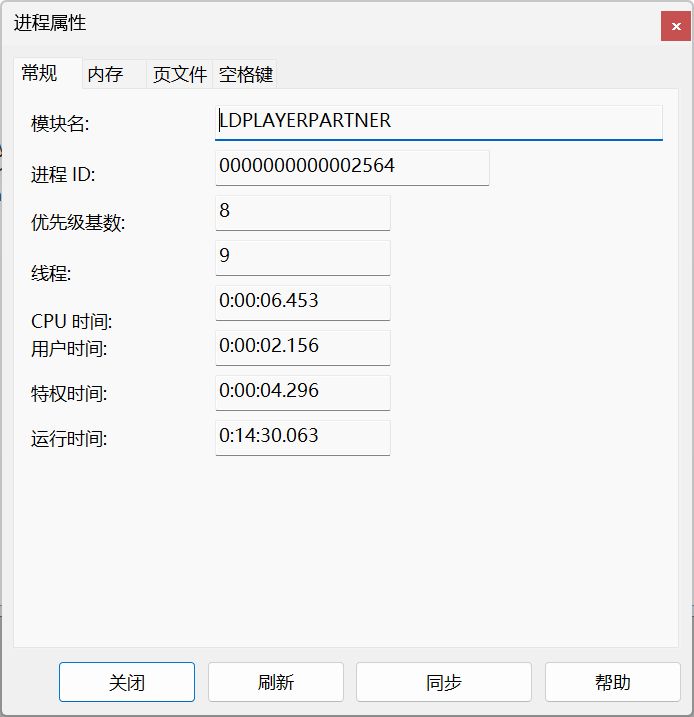 进程属性
常规 内存 页文件 空格键
模块名: LDPLAYERPARTNER
进程 ID: 0000000000002564
优先级基数: 8
线程: 9
CPU 时间: 0:00:06.453
用户时间: 0:00:02.156
特权时间: 0:00:04.296
运行时间: 0:14:30.063
关闭 刷新 同步 帮助